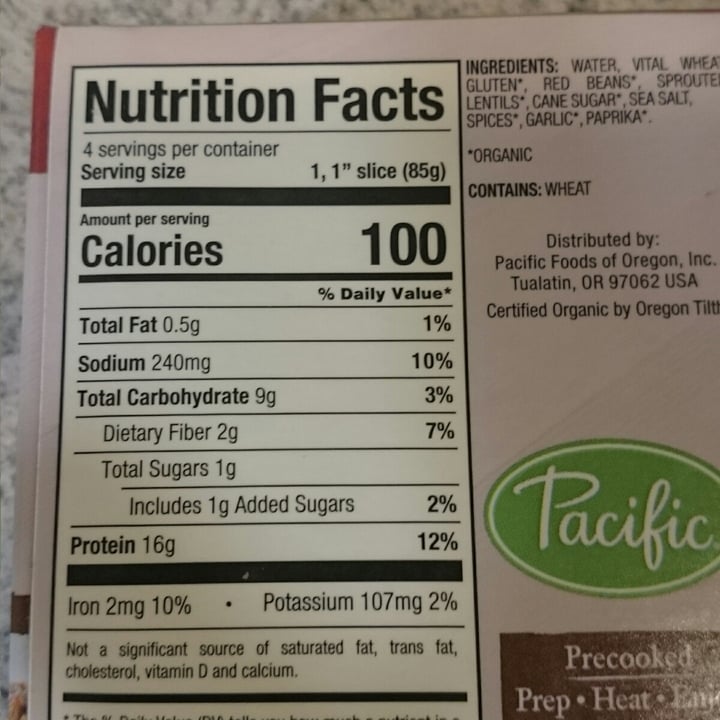 Nutrition Facts
4 servings per container
Serving size 1, 1" slice (85g)
Amount per serving
Calories 100
% Daily Value*
Total Fat 0.5g 1%
Sodium 240mg 10%
Total Carbohydrate 9g 3%
Dietary Fiber 2g 7%
Total Sugars 1g
Includes 1g Added Sugars 2%
Protein 16g 12%
Iron 2mg 10% • Potassium 107mg 2%
Not a significant source of saturated fat, trans fat,
cholesterol, vitamin D and calcium.
INGREDIENTS: WATER, VITAL WHEAT
GLUTEN*, RED BEANS*, SPROUTED
LENTILS*, CANE SUGAR*, SEA SALT,
SPICES*, GARLIC*, PAPRIKA*.
*ORGANIC
CONTAINS: WHEAT
Distributed by:
Pacific Foods of Oregon, Inc.
Tualatin, OR 97062 USA
Certified Organic by Oregon Tilth
Pacific
Precooked
Prep • Heat •